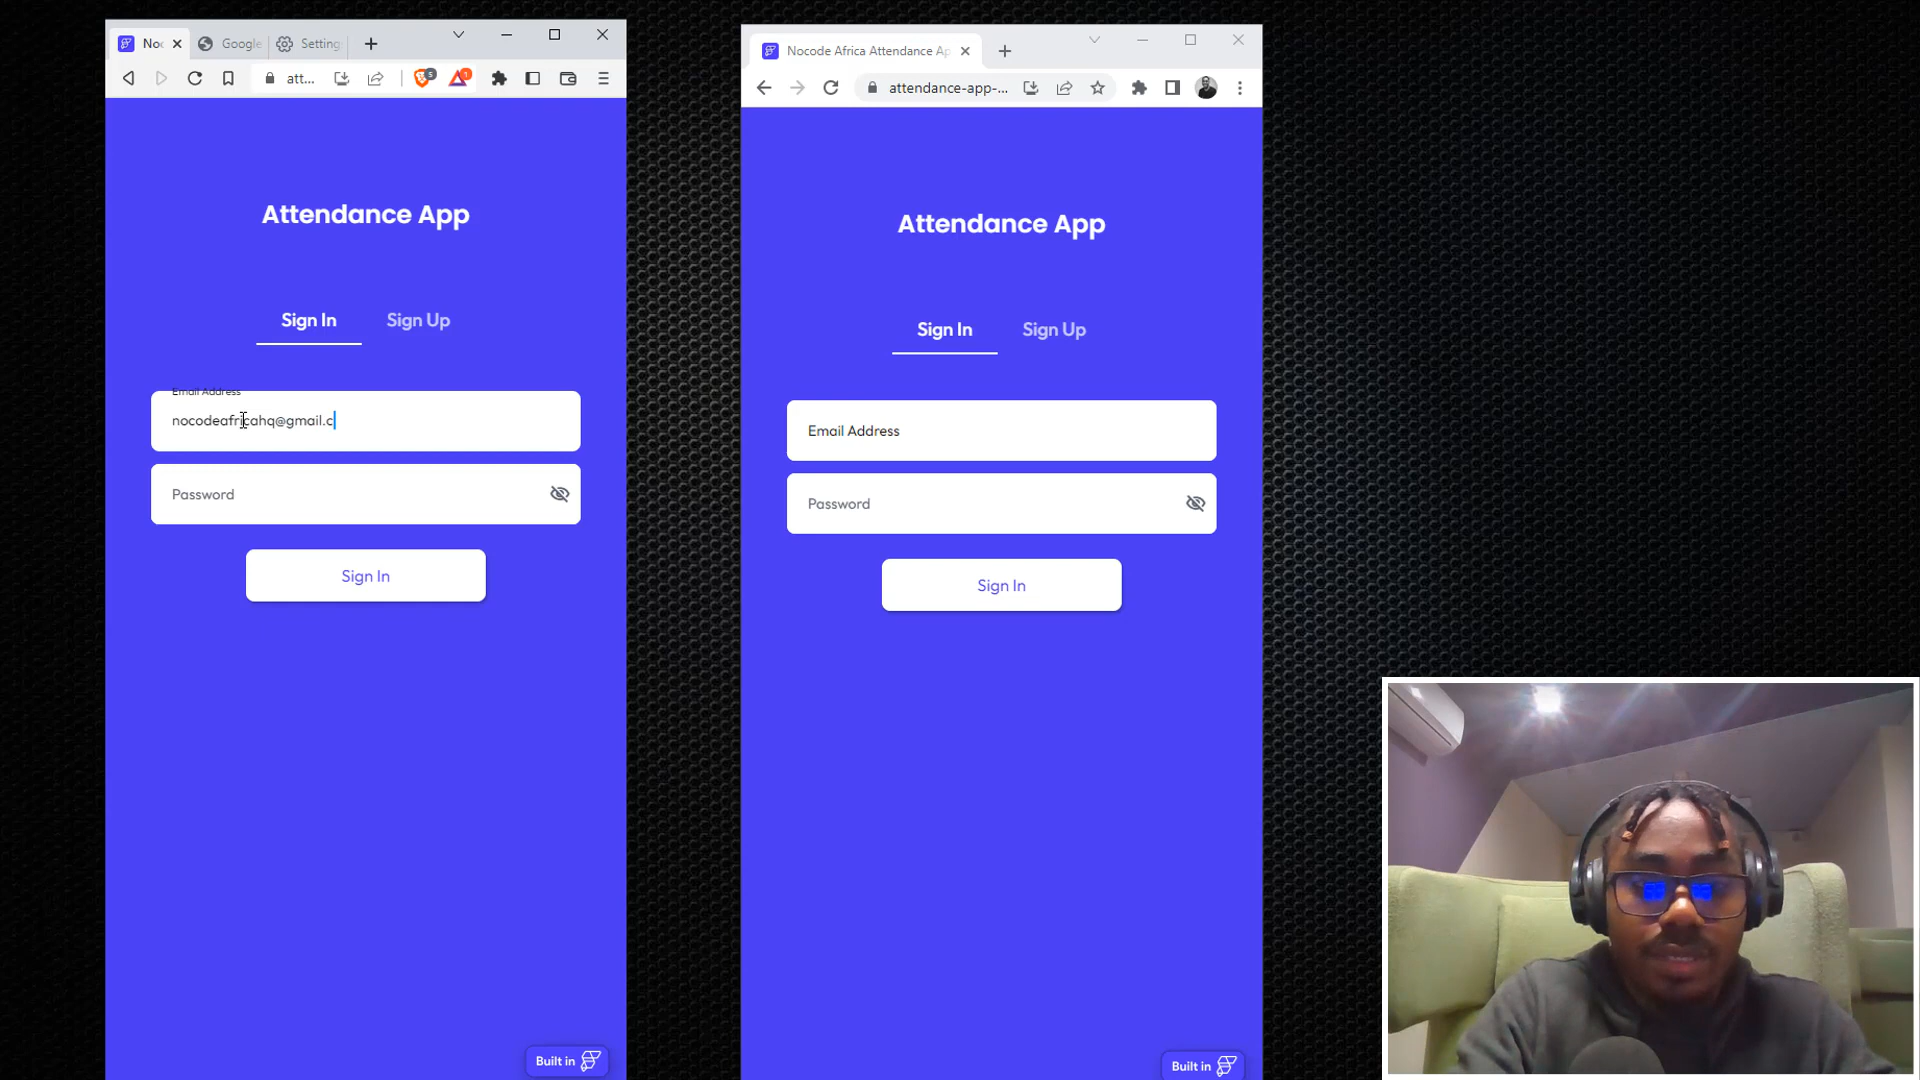 Noc
Google
Setting
att...
5
1
Attendance App
Sign In
Sign Up
Email Address
nocodeafricahq@gmail.c
Password
Sign In
Built in
Nocode Africa Attendance Ap
attendance-app-...
Attendance App
Sign In
Sign Up
Email Address
Password
Sign In
Built in